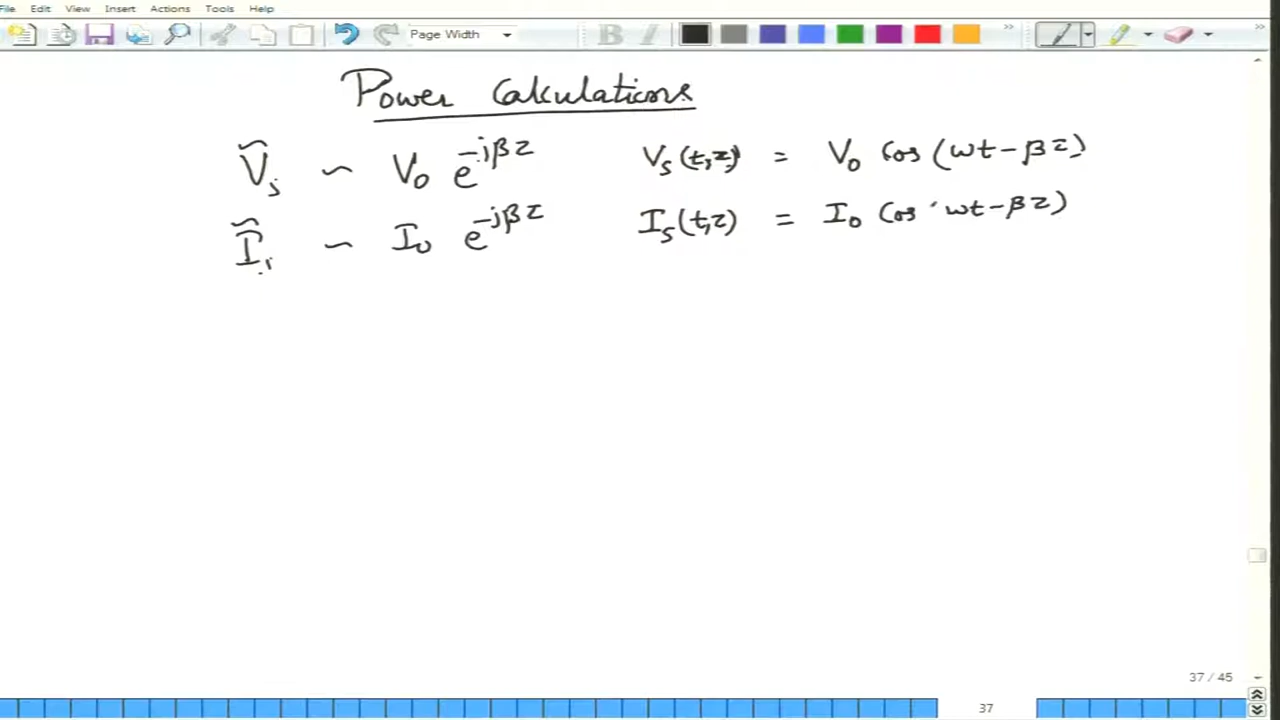 File Edit View Insert Actions Tools Help
Page Width
Power Calculations
Ṽs ~ V₀ e^-jβz Vs(t,z) = V₀ Cos (ωt-βz)
Ĩs ~ I₀ e^-jβz Is(t,z) = I₀ Cos ωt-βz)
37 / 45
37